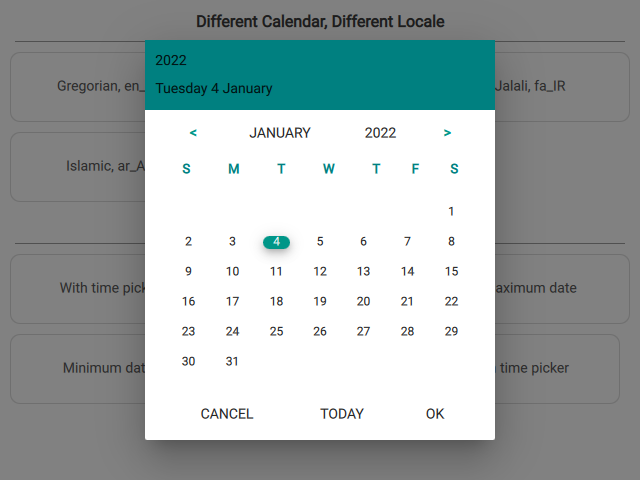 Different Calendar, Different Locale
Gregorian, en_
Jalali, fa_IR
Islamic, ar_A
With time pick
aximum date
Minimum dat
time picker
2022
Tuesday 4 January
< JANUARY 2022 >
S M T W T F S
1
2 3 4 5 6 7 8
9 10 11 12 13 14 15
16 17 18 19 20 21 22
23 24 25 26 27 28 29
30 31
CANCEL TODAY OK